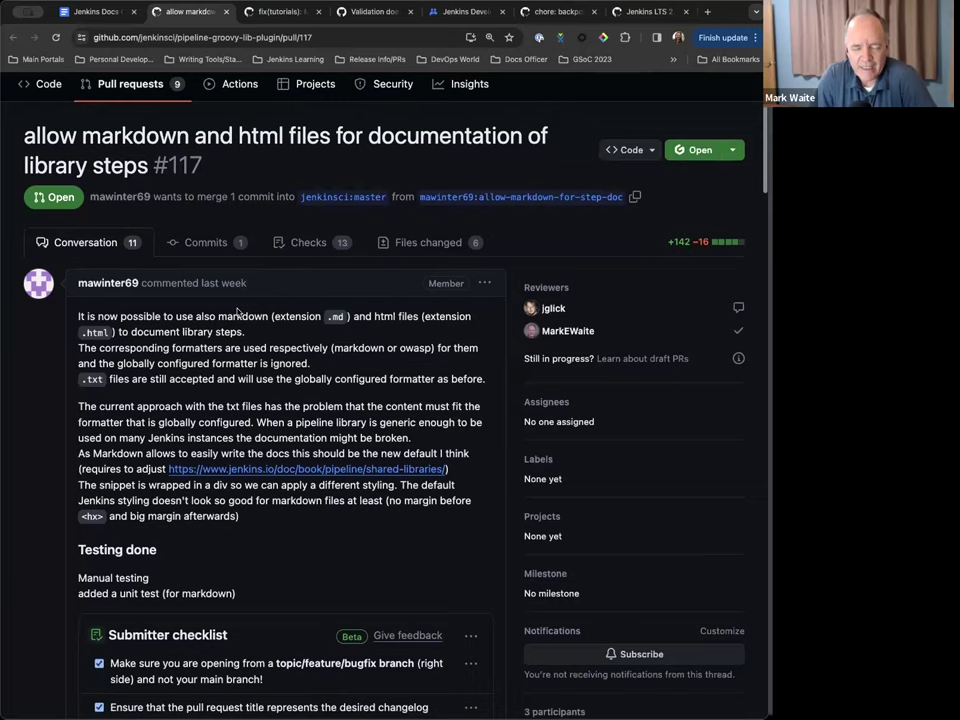 Jenkins Docs
allow markdow
fix(tutorials): 
Validation do
Jenkins Devel
chore: backpo
Jenkins LTS 2.
github.com/jenkinsci/pipeline-groovy-lib-plugin/pull/117
Finish update
Main Portals
Personal Develop...
Writing Tools/Sta...
Jenkins Learning
Release Info/PRs
DevOps World
Docs Officer
GSoC 2023
»
All Bookmarks
Code
Pull requests 9
Actions
Projects
Security
Insights
allow markdown and html files for documentation of
library steps #117
<> Code
Open
Open
mawinter69 wants to merge 1 commit into jenkinsci:master from mawinter69:allow-markdown-for-step-doc
Conversation 11
Commits 1
Checks 13
Files changed 6
+142 −16
mawinter69 commented last week
Member
It is now possible to use also markdown (extension .md) and html files (extension
.html) to document library steps.
The corresponding formatters are used respectively (markdown or owasp) for them
and the globally configured formatter is ignored.
.txt files are still accepted and will use the globally configured formatter as before.
The current approach with the txt files has the problem that the content must fit the
formatter that is globally configured. When a pipeline library is generic enough to be
used on many Jenkins instances the documentation might be broken.
As Markdown allows to easily write the docs this should be the new default I think
(requires to adjust https://www.jenkins.io/doc/book/pipeline/shared-libraries/)
The snippet is wrapped in a div so we can apply a different styling. The default
Jenkins styling doesn't look so good for markdown files at least (no margin before
<hx> and big margin afterwards)
Testing done
Manual testing
added a unit test (for markdown)
Submitter checklist
Beta
Give feedback
Make sure you are opening from a topic/feature/bugfix branch (right
side) and not your main branch!
Ensure that the pull request title represents the desired changelog
Reviewers
jglick
MarkEWaite
Still in progress? Learn about draft PRs
Assignees
No one assigned
Labels
None yet
Projects
None yet
Milestone
No milestone
Notifications
Customize
Subscribe
You're not receiving notifications from this thread.
3 participants
Mark Waite